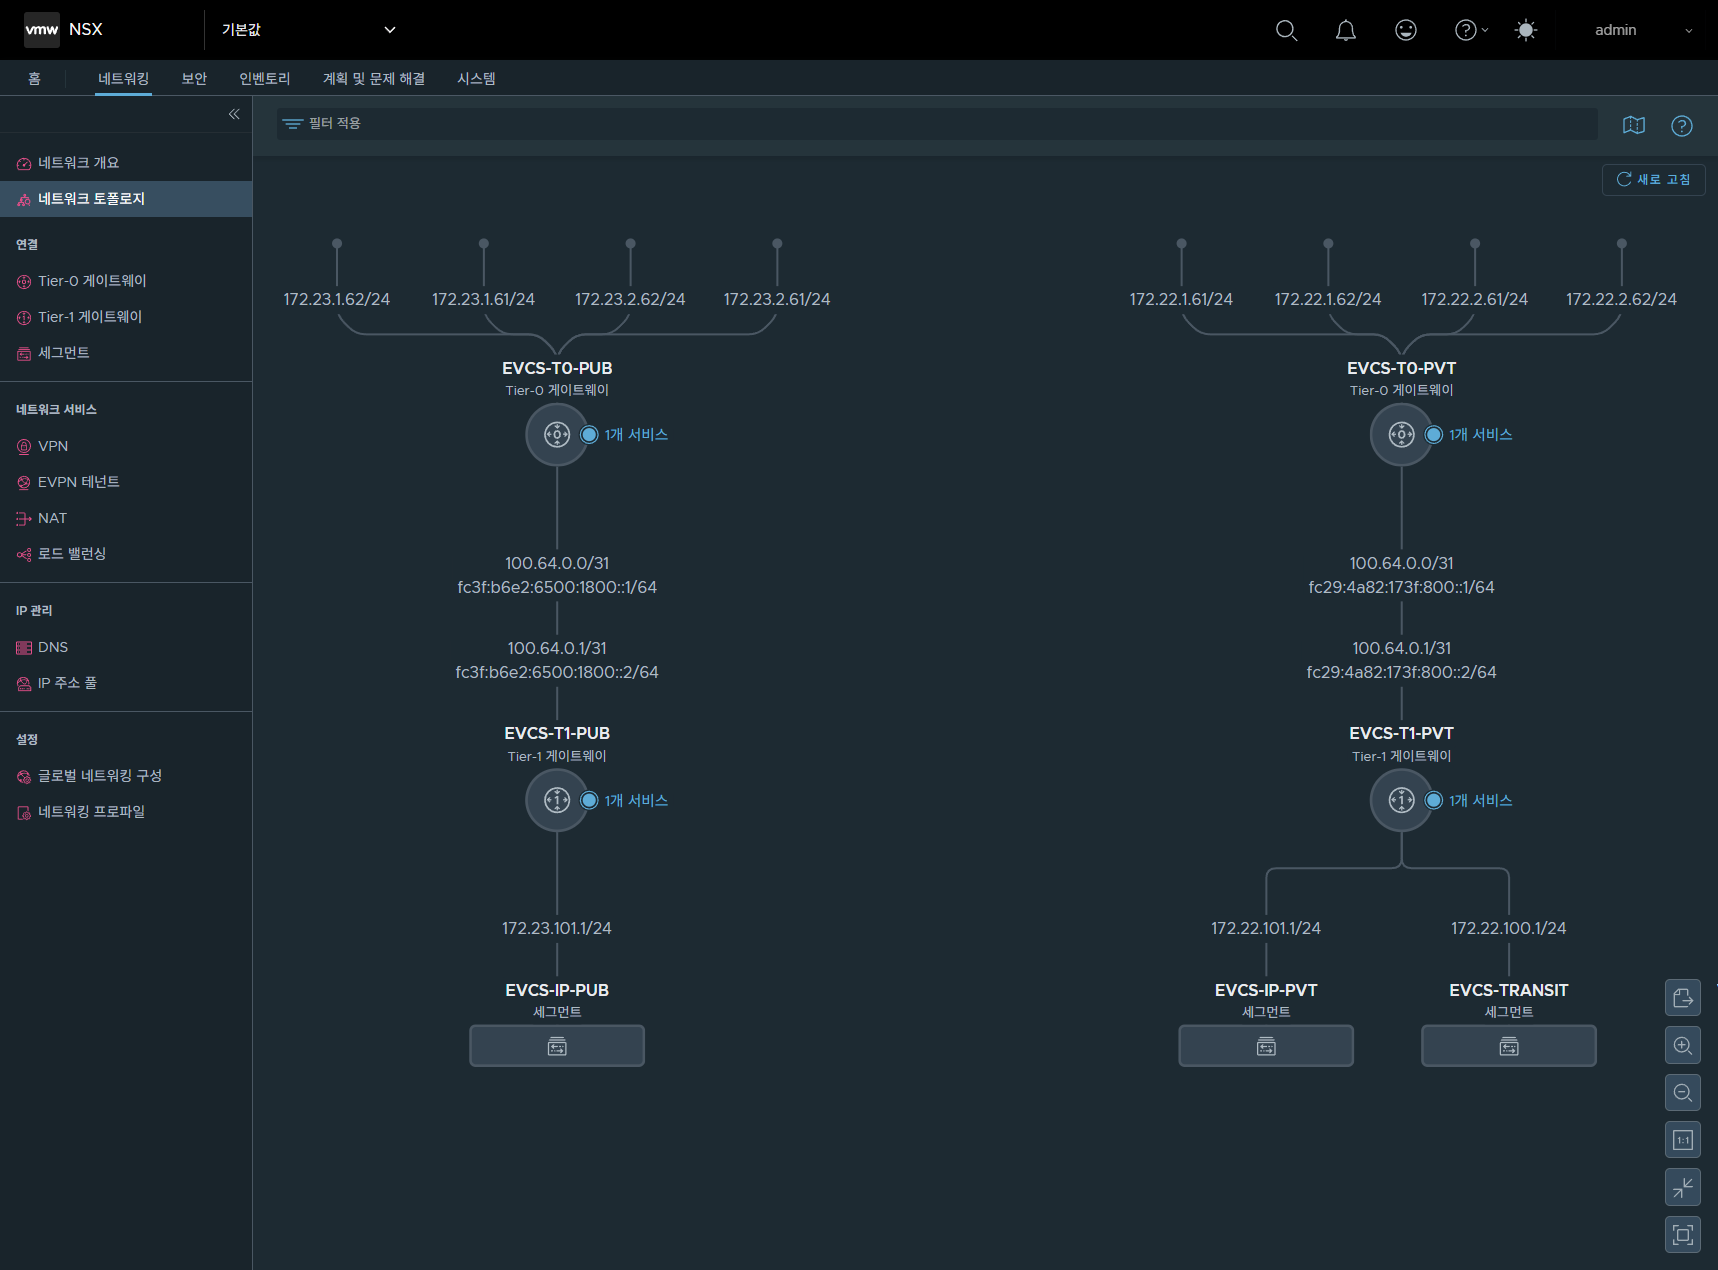 vmw NSX
기본값
admin
홈
네트워킹
보안
인벤토리
계획 및 문제 해결
시스템
네트워크 개요
네트워크 토폴로지
연결
Tier-0 게이트웨이
Tier-1 게이트웨이
세그먼트
네트워크 서비스
VPN
EVPN 테넌트
NAT
로드 밸런싱
IP 관리
DNS
IP 주소 풀
설정
글로벌 네트워킹 구성
네트워킹 프로파일
필터 적용
새로 고침
172.23.1.62/24
172.23.1.61/24
172.23.2.62/24
172.23.2.61/24
EVCS-T0-PUB
Tier-0 게이트웨이
0
1개 서비스
100.64.0.0/31
fc3f:b6e2:6500:1800::1/64
100.64.0.1/31
fc3f:b6e2:6500:1800::2/64
EVCS-T1-PUB
Tier-1 게이트웨이
1
1개 서비스
172.23.101.1/24
EVCS-IP-PUB
세그먼트
172.22.1.61/24
172.22.1.62/24
172.22.2.61/24
172.22.2.62/24
EVCS-T0-PVT
Tier-0 게이트웨이
0
1개 서비스
100.64.0.0/31
fc29:4a82:173f:800::1/64
100.64.0.1/31
fc29:4a82:173f:800::2/64
EVCS-T1-PVT
Tier-1 게이트웨이
1
1개 서비스
172.22.101.1/24
EVCS-IP-PVT
세그먼트
172.22.100.1/24
EVCS-TRANSIT
세그먼트
1:1